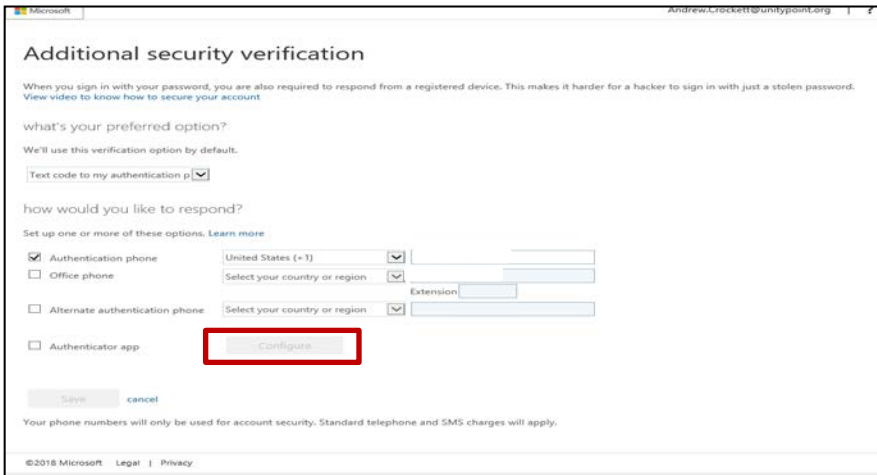 Microsoft
Andrew.Crockett@unitypoint.org | ?
Additional security verification
When you sign in with your password, you are also required to respond from a registered device. This makes it harder for a hacker to sign in with just a stolen password.
View video to know how to secure your account
what's your preferred option?
We'll use this verification option by default.
Text code to my authentication p
how would you like to respond?
Set up one or more of these options. Learn more
Authentication phone United States (+1)
Office phone Select your country or region
Extension
Alternate authentication phone Select your country or region
Authenticator app Configure
Save cancel
Your phone numbers will only be used for account security. Standard telephone and SMS charges will apply.
©2018 Microsoft Legal | Privacy